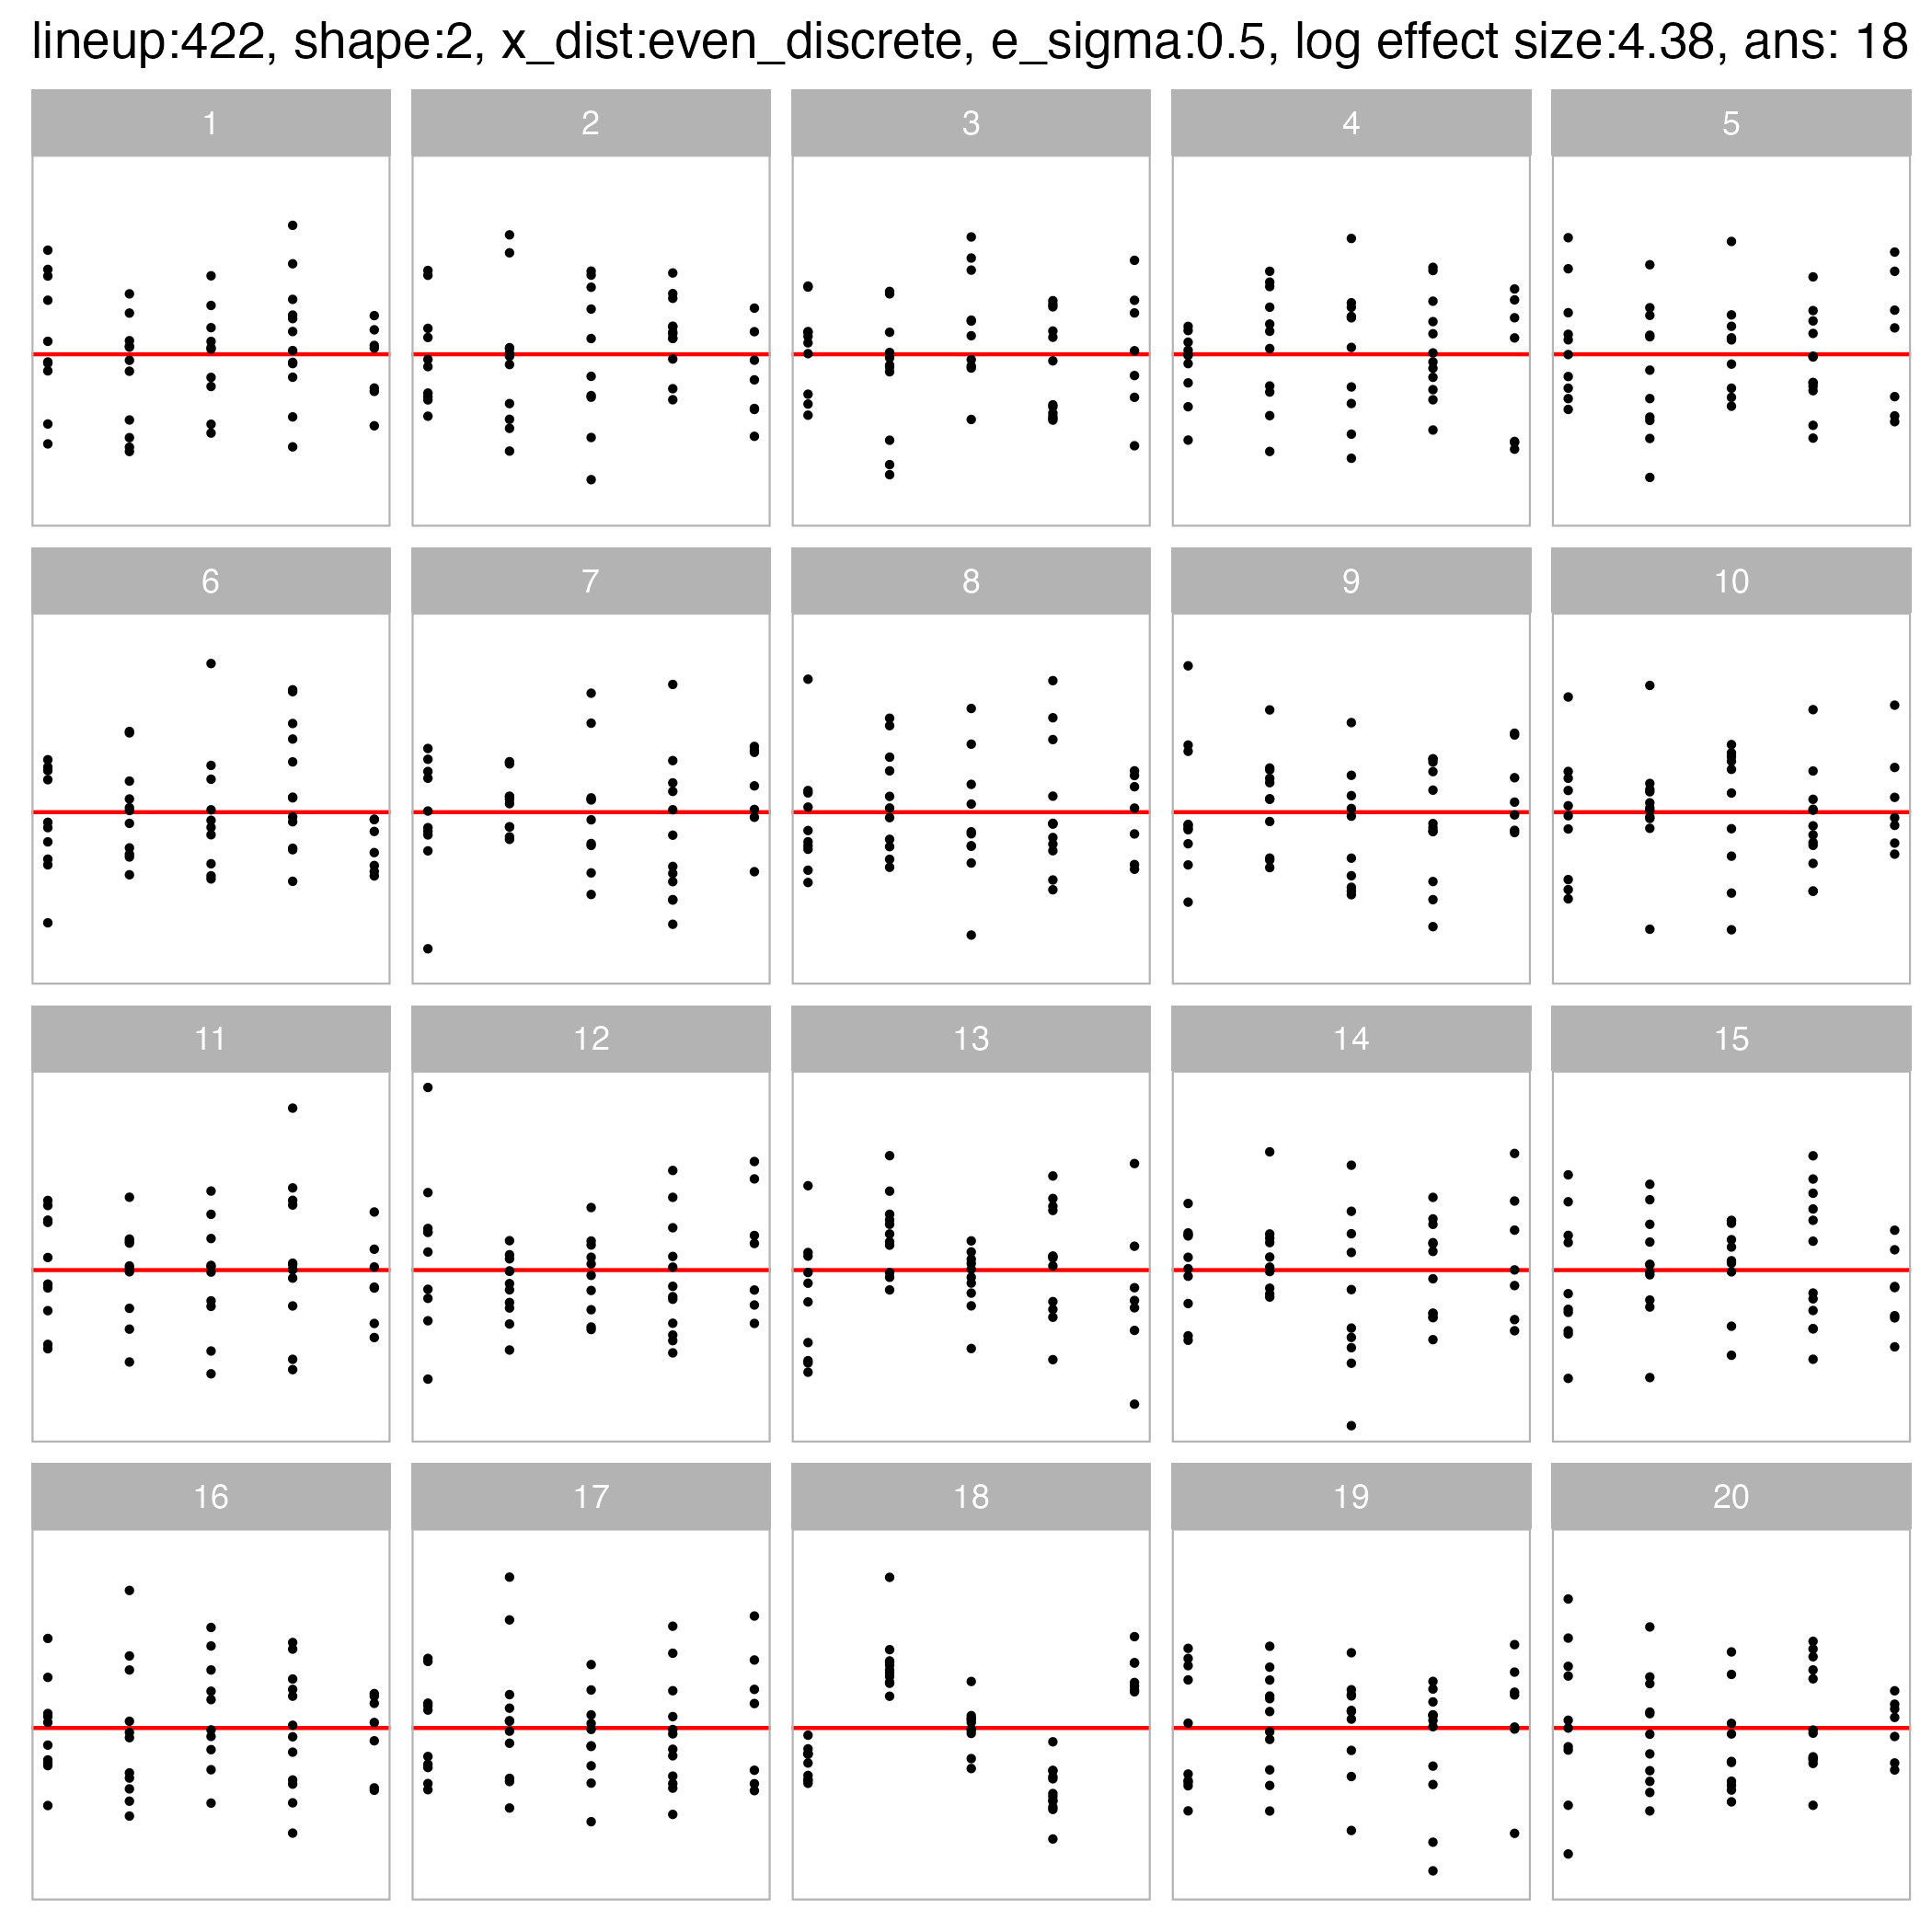 lineup:422, shape:2, x_dist:even_discrete, e_sigma:0.5, log effect size:4.38, ans: 18
1 2 3 4 5
6 7 8 9 10
11 12 13 14 15
16 17 18 19 20